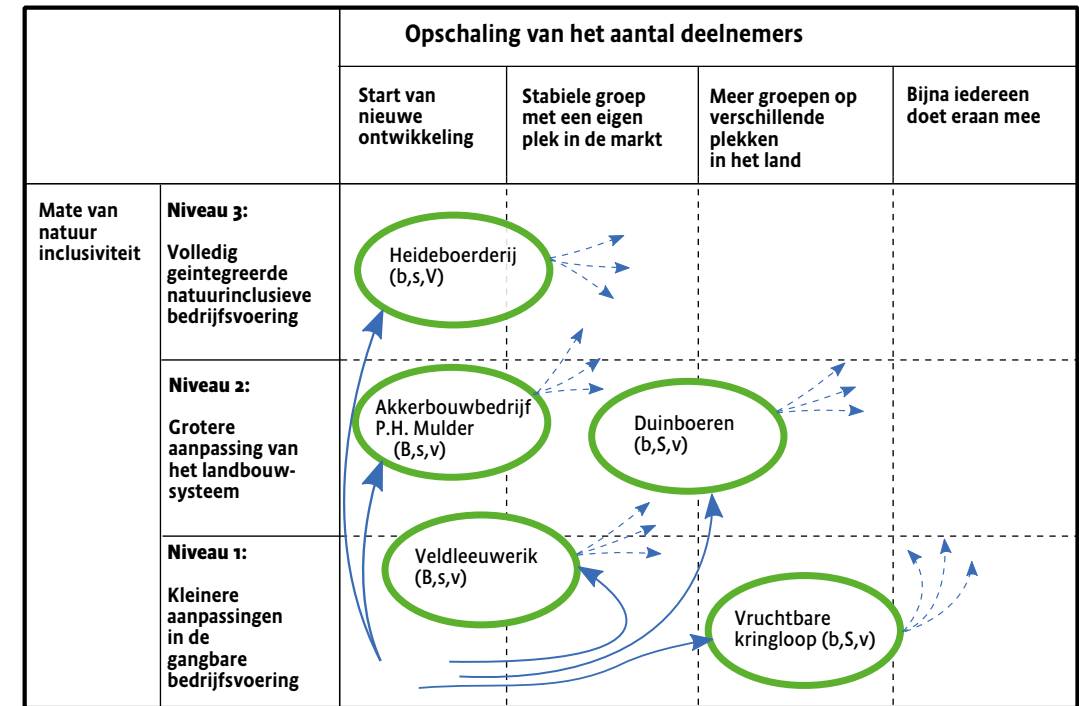 Opschaling van het aantal deelnemers
Start van
nieuwe
ontwikkeling
Stabiele groep
met een eigen
plek in de markt
Meer groepen op
verschillende
plekken
in het land
Bijna iedereen
doet eraan mee
Mate van
natuur
inclusiviteit
Niveau 3:
Volledig
geintegreerde
natuurinclusieve
bedrijfsvoering
Heideboerderij
(b,s,V)
Niveau 2:
Grotere
aanpassing van
het landbouw-
systeem
Akkerbouwbedrijf
P.H. Mulder
(B,s,v)
Duinboeren
(b,S,v)
Niveau 1:
Kleinere
aanpassingen
in de
gangbare
bedrijfsvoering
Veldleeuwerik
(B,s,v)
Vruchtbare
kringloop (b,S,v)